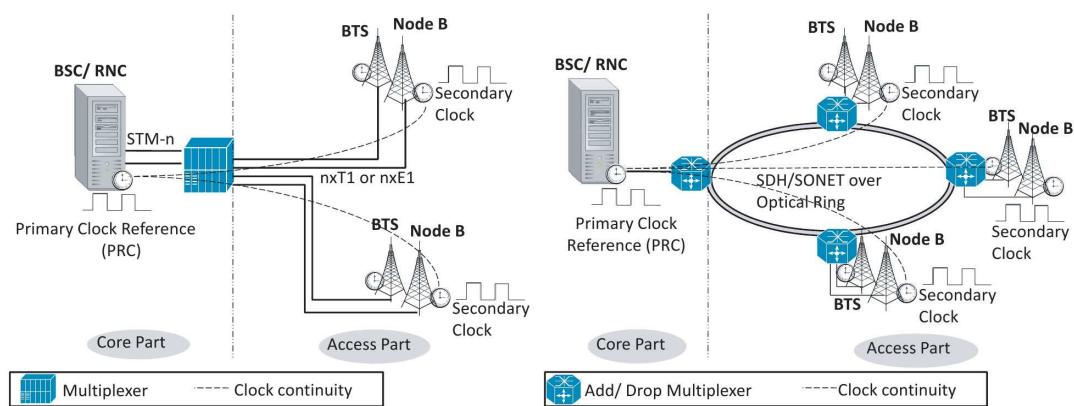 BTS
Node B
BSC/ RNC
Secondary
Clock
STM-n
nxT1 or nxE1
Primary Clock Reference
(PRC)
BTS
Node B
Secondary
Clock
Core Part
Access Part
Multiplexer
Clock continuity
BTS
Node B
BSC/ RNC
Secondary
Clock
BTS
Node B
SDH/SONET over
Optical Ring
Primary Clock
Reference (PRC)
Secondary
Clock
Node B
BTS
Secondary
Clock
Core Part
Access Part
Add/ Drop Multiplexer
Clock continuity